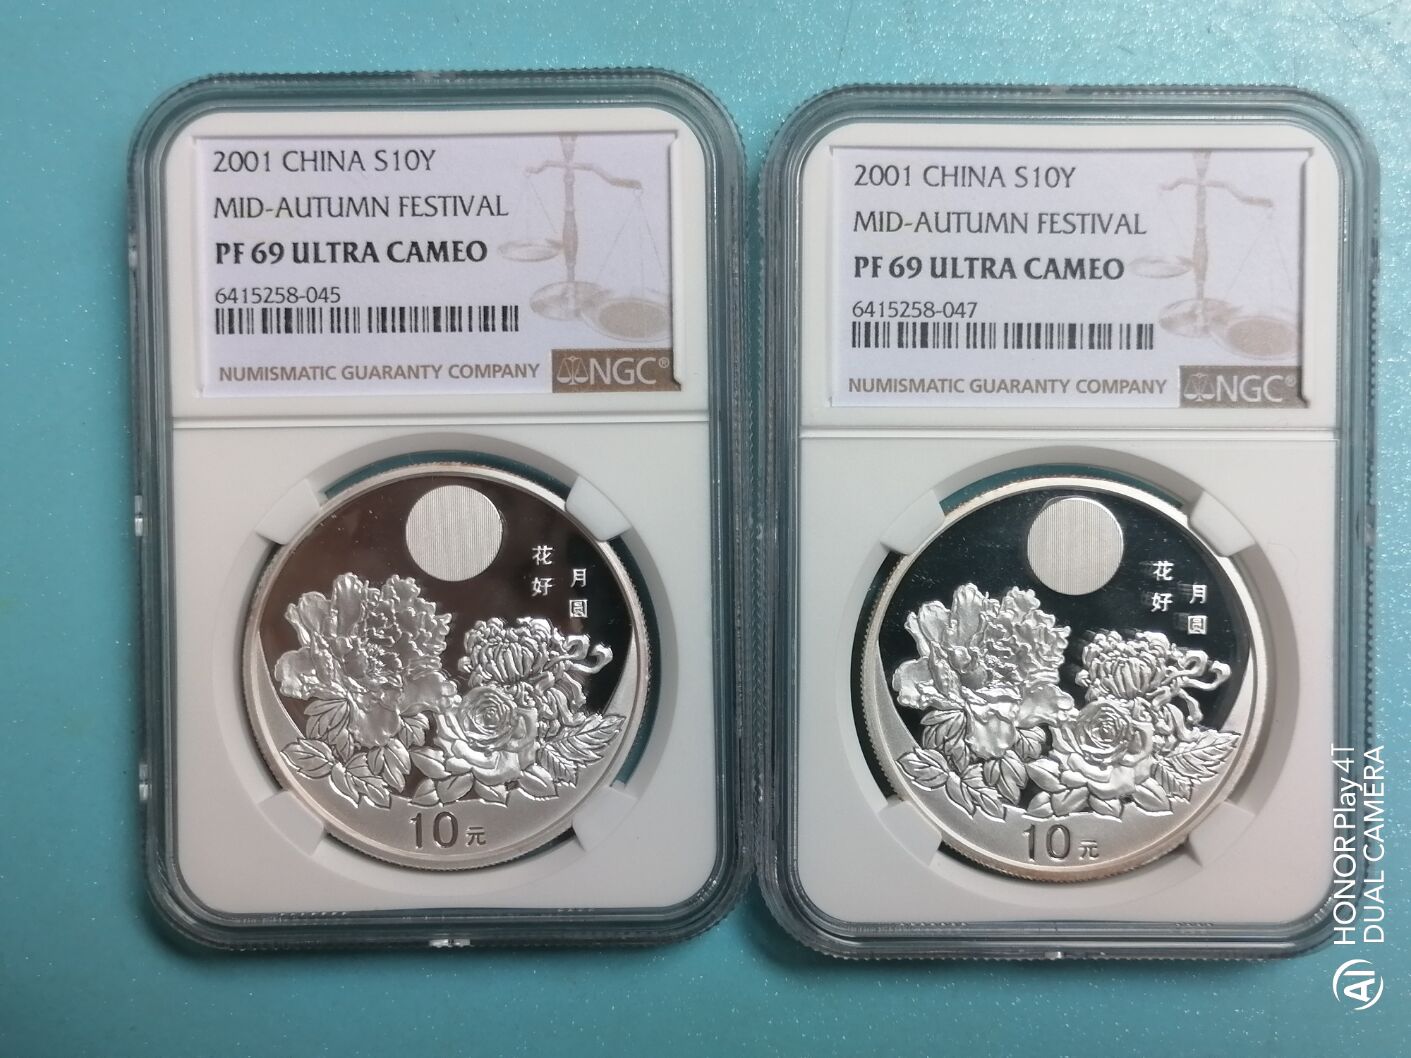 2001 CHINA S10Y
MID-AUTUMN FESTIVAL
PF 69 ULTRA CAMEO
6415258-045
NUMISMATIC GUARANTY COMPANY
NGC®
花好
月圆
10元
2001 CHINA S10Y
MID-AUTUMN FESTIVAL
PF 69 ULTRA CAMEO
6415258-047
NUMISMATIC GUARANTY COMPANY
NGC®
花好
月圆
10元
HONOR Play4T
DUAL CAMERA
AI